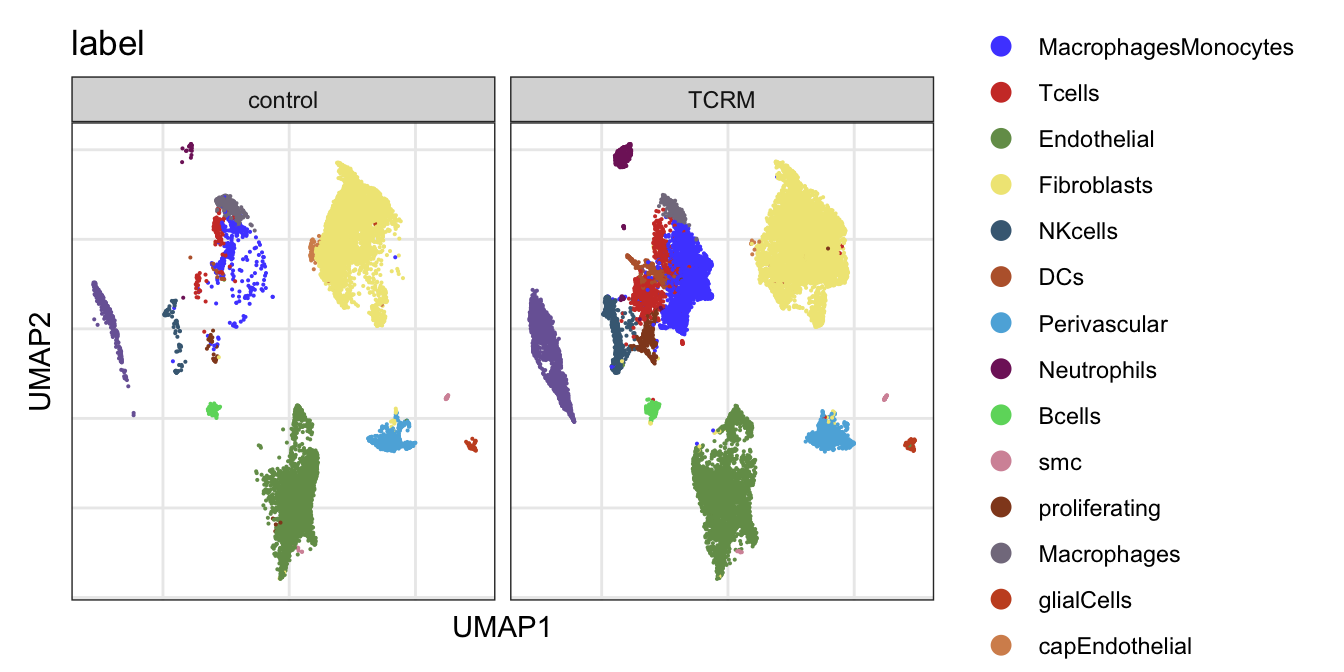 label
control
TCRM
UMAP2
UMAP1
MacrophagesMonocytes
Tcells
Endothelial
Fibroblasts
NKcells
DCs
Perivascular
Neutrophils
Bcells
smc
proliferating
Macrophages
glialCells
capEndothelial